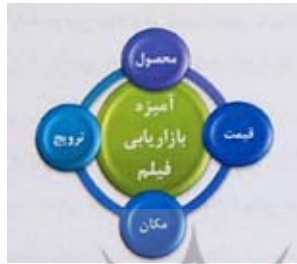 محصول
آمیزه
بازاریابی
فیلم
قیمت
ترویج
مکان